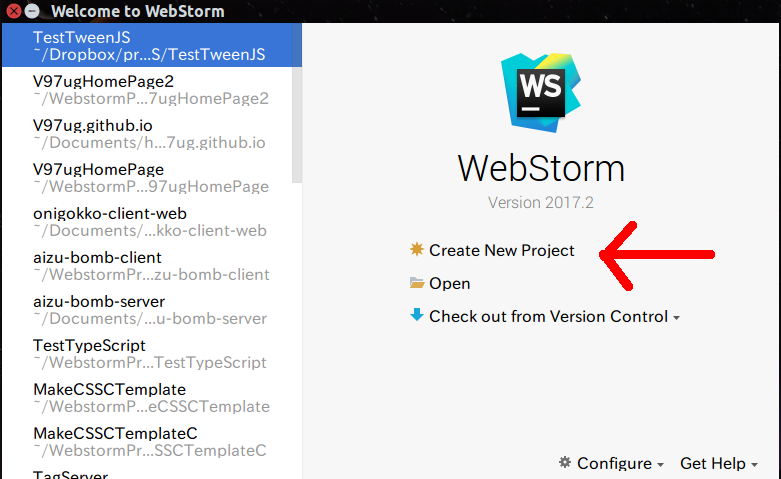 Welcome to WebStorm
TestTweenJS
~/Dropbox/pr...S/TestTweenJS
V97ugHomePage2
~/WebstormP...7ugHomePage2
V97ug.github.io
~/Documents/h...7ug.github.io
V97ugHomePage
~/WebstormP...97ugHomePage
onigokko-client-web
~/Documents/...kko-client-web
aizu-bomb-client
~/WebstormPr...zu-bomb-client
aizu-bomb-server
~/Documents/...u-bomb-server
TestTypeScript
~/WebstormPr...TestTypeScript
MakeCSSCTemplate
~/WebstormP...eCSSCTemplate
MakeCSSCTemplateC
~/WebstormPr...SSCTemplateC
TagServer
WS
WebStorm
Version 2017.2
Create New Project
Open
Check out from Version Control
Configure
Get Help